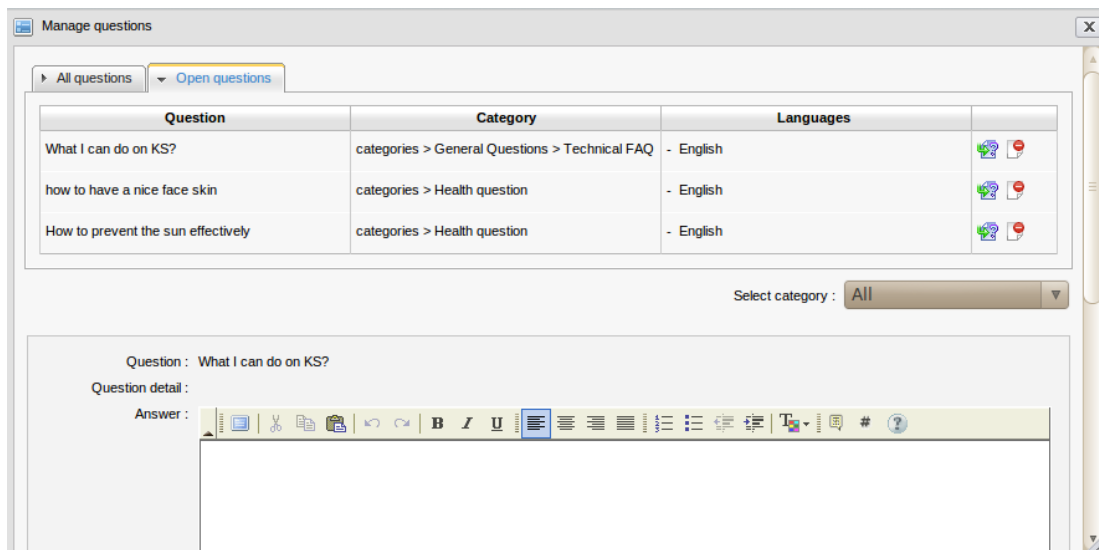 Manage questions
All questions
Open questions
Question Category Languages
What I can do on KS? categories > General Questions > Technical FAQ - English
how to have a nice face skin categories > Health question - English
How to prevent the sun effectively categories > Health question - English
Select category : All
Question : What I can do on KS?
Question detail :
Answer :
B I U # ?